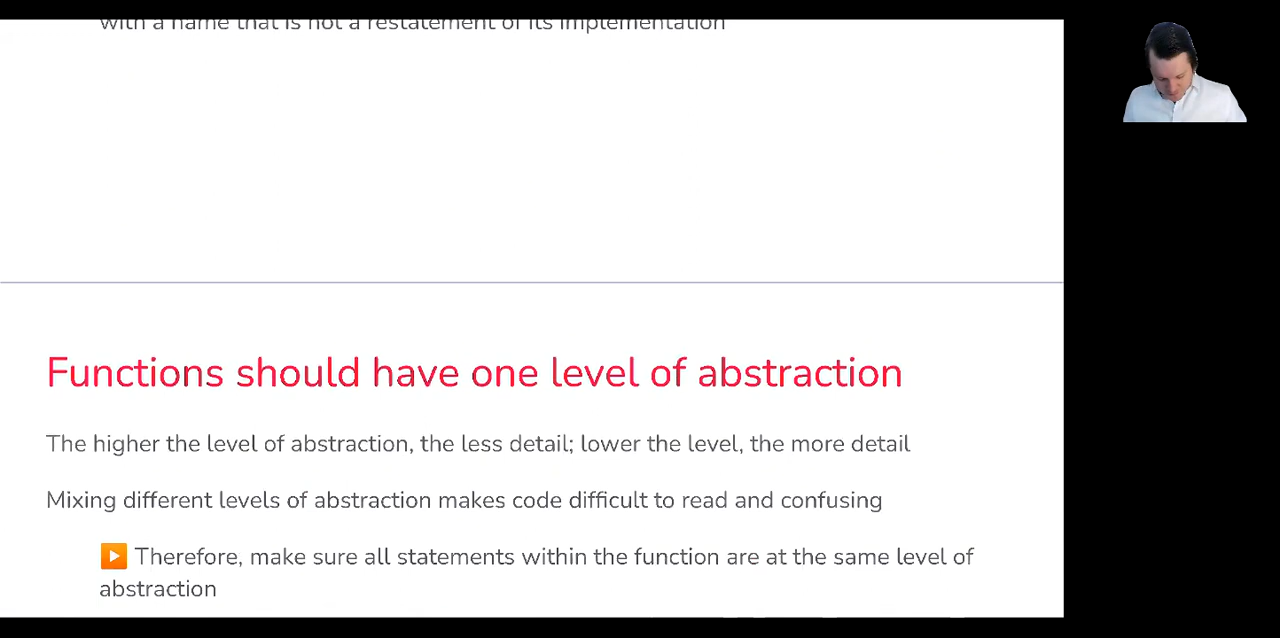 with a name that is not a restatement of its implementation
Functions should have one level of abstraction
The higher the level of abstraction, the less detail; lower the level, the more detail
Mixing different levels of abstraction makes code difficult to read and confusing
Therefore, make sure all statements within the function are at the same level of
abstraction